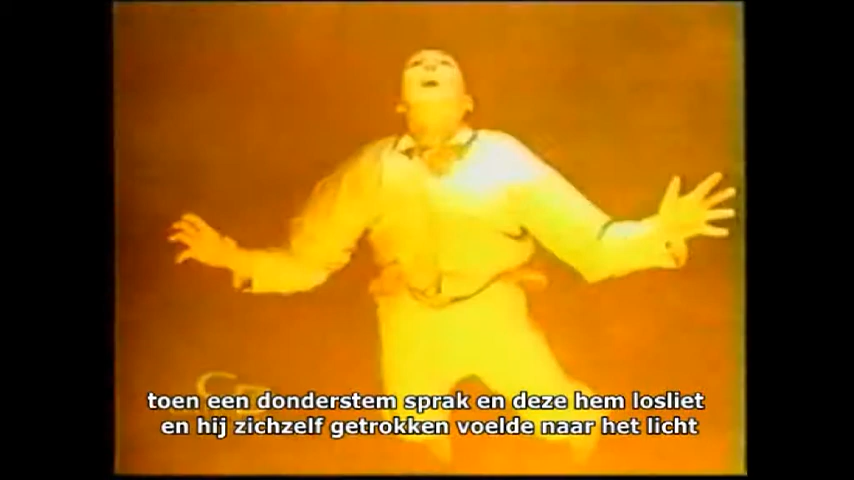 toen een donderstem sprak en deze hem losliet
en hij zichzelf getrokken voelde naar het licht